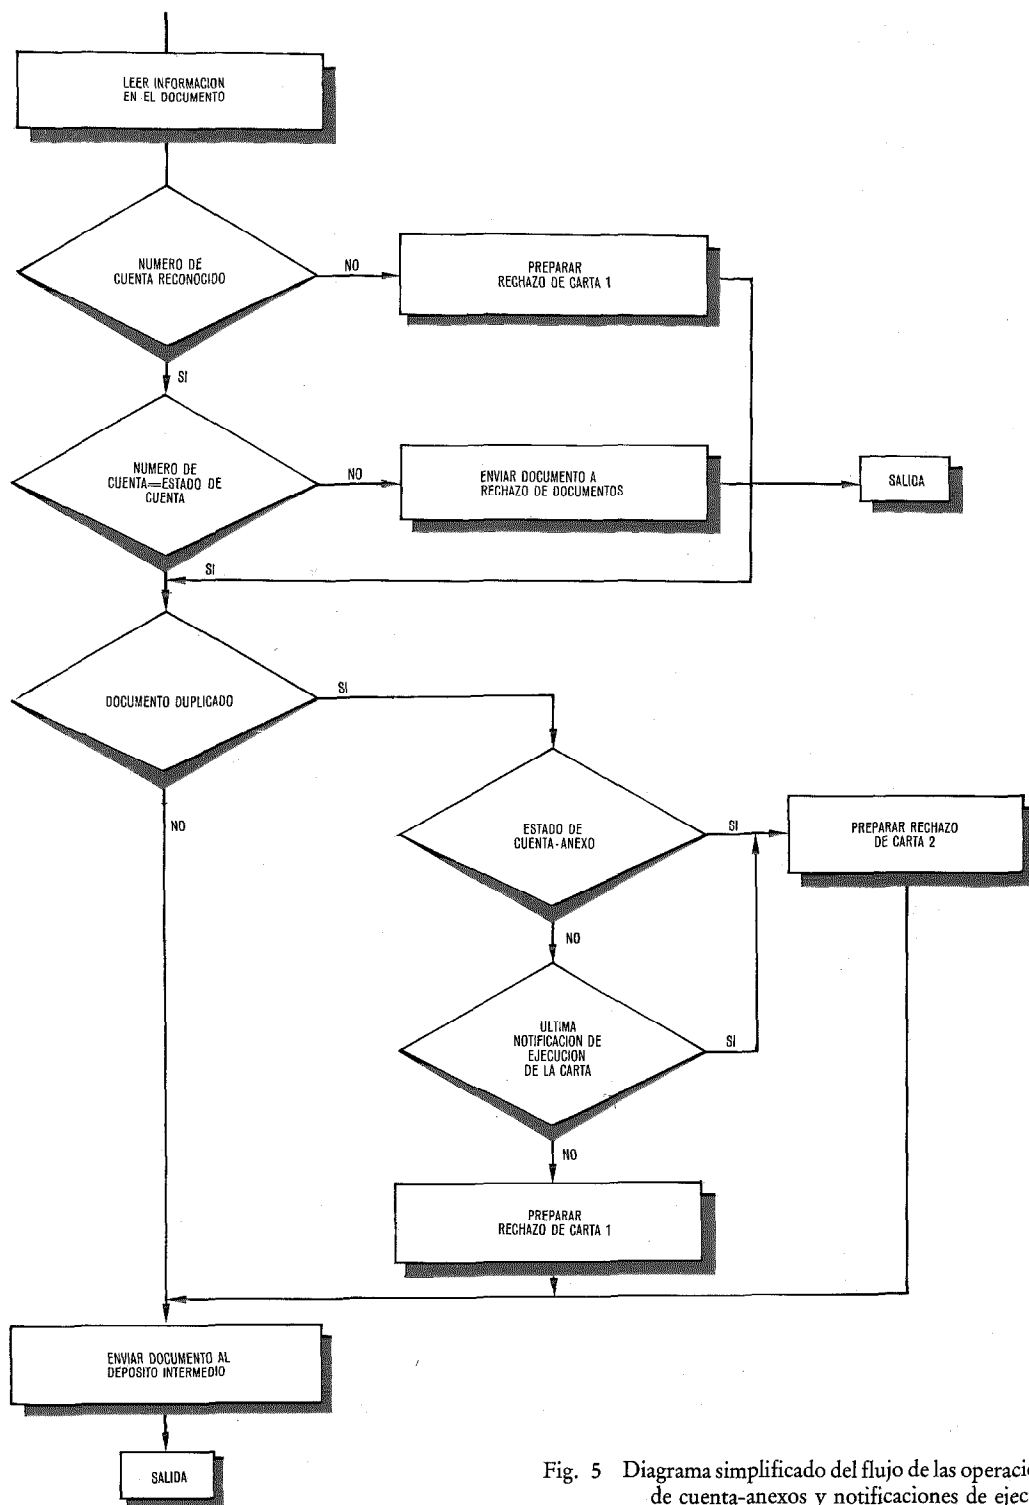 LEER INFORMACION
EN EL DOCUMENTO
NUMERO DE
CUENTA RECONOCIDO
NO
PREPARAR
RECHAZO DE CARTA 1
SI
NUMERO DE
CUENTA=ESTADO DE
CUENTA
NO
ENVIAR DOCUMENTO A
RECHAZO DE DOCUMENTOS
SALIDA
SI
DOCUMENTO DUPLICADO
SI
NO
ESTADO DE
CUENTA-ANEXO
SI
PREPARAR RECHAZO
DE CARTA 2
NO
ULTIMA
NOTIFICACION DE
EJECUCION
DE LA CARTA
SI
NO
PREPARAR
RECHAZO DE CARTA 1
ENVIAR DOCUMENTO AL
DEPOSITO INTERMEDIO
SALIDA
Fig. 5 Diagrama simplificado del flujo de las operacio
de cuenta-anexos y notificaciones de ejec